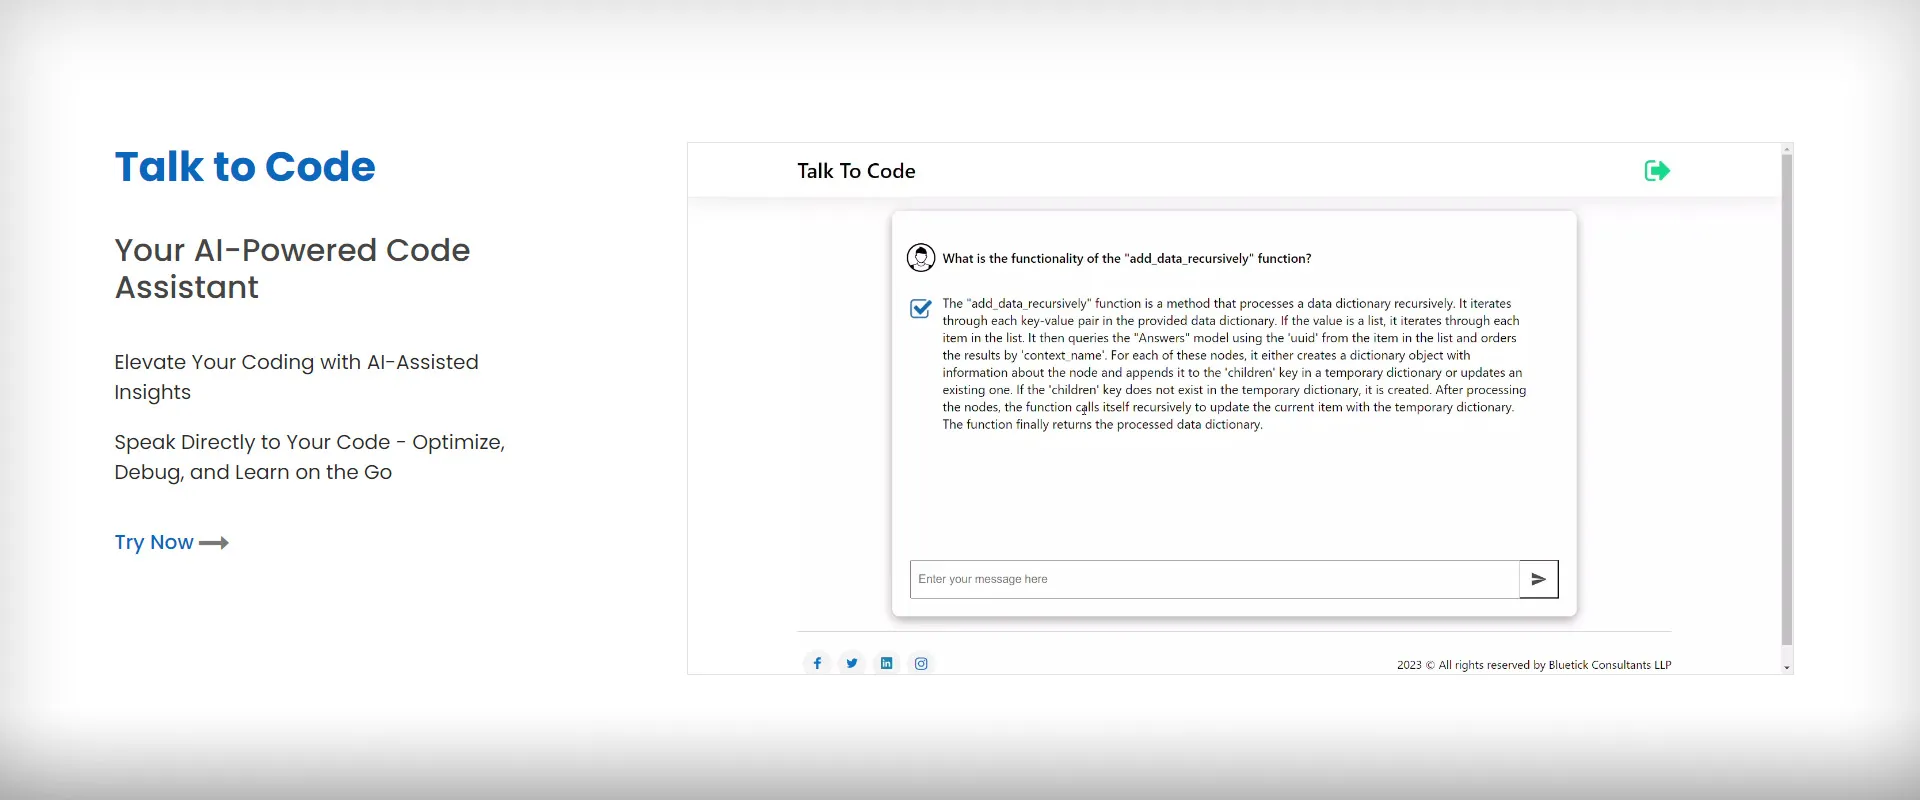 Talk to Code
Your AI-Powered Code
Assistant
Elevate Your Coding with AI-Assisted
Insights
Speak Directly to Your Code - Optimize,
Debug, and Learn on the Go
Try Now
Talk To Code
What is the functionality of the "add_data_recursively" function?
The "add_data_recursively" function is a method that processes a data dictionary recursively. It iterates
through each key-value pair in the provided data dictionary. If the value is a list, it iterates through each
item in the list. It then queries the "Answers" model using the 'uuid' from the item in the list and orders
the results by 'context_name'. For each of these nodes, it either creates a dictionary object with
information about the node and appends it to the 'children' key in a temporary dictionary or updates an
existing one. If the 'children' key does not exist in the temporary dictionary, it is created. After processing
the nodes, the function calls itself recursively to update the current item with the temporary dictionary.
The function finally returns the processed data dictionary.
Enter your message here
2023 © All rights reserved by Bluetick Consultants LLP